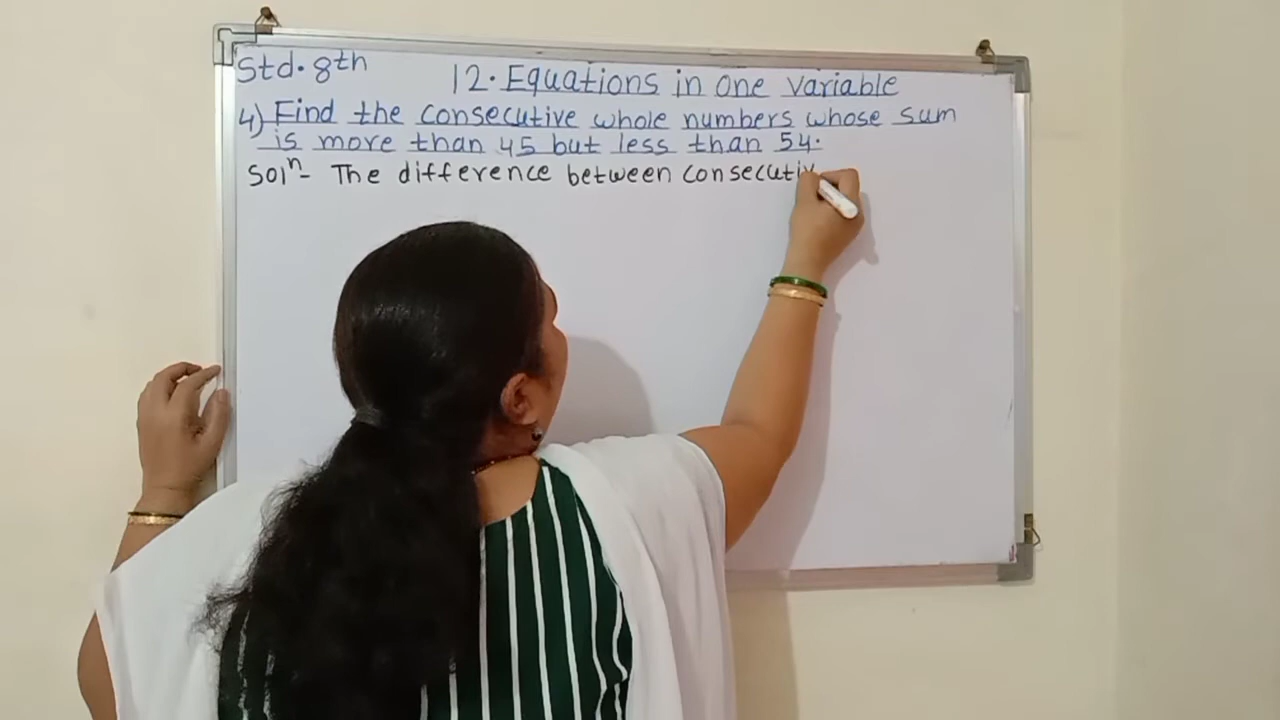 Std. 8th
12. Equations in one variable
4) Find the consecutive whole numbers whose sum
is more than 45 but less than 54.
Solⁿ- The difference between consecutiv